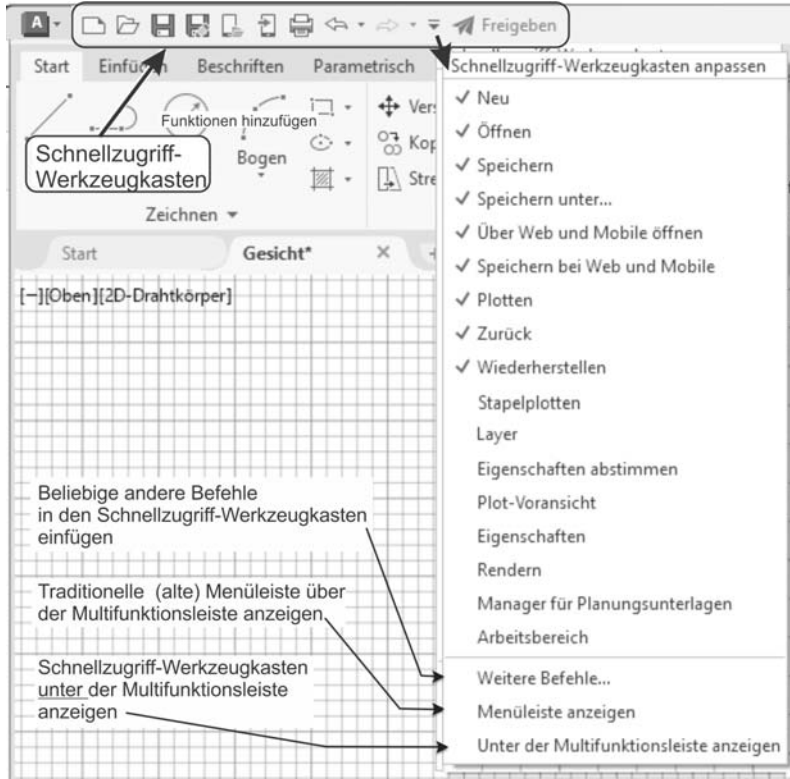 A Freigeben
Start Einfügen Beschriften Parametrisch
Funktionen hinzufügen
Schnellzugriff-
Werkzeugkasten
Bogen
Zeichnen
Start Gesicht*
[−][Oben][2D-Drahtkörper]
Schnellzugriff-Werkzeugkasten anpassen
Neu
Öffnen
Speichern
Speichern unter...
Über Web und Mobile öffnen
Speichern bei Web und Mobile
Plotten
Zurück
Wiederherstellen
Stapelplotten
Layer
Eigenschaften abstimmen
Plot-Voransicht
Eigenschaften
Rendern
Manager für Planungsunterlagen
Arbeitsbereich
Weitere Befehle...
Menüleiste anzeigen
Unter der Multifunktionsleiste anzeigen
Beliebige andere Befehle
in den Schnellzugriff-Werkzeugkasten
einfügen
Traditionelle (alte) Menüleiste über
der Multifunktionsleiste anzeigen
Schnellzugriff-Werkzeugkasten
unter der Multifunktionsleiste
anzeigen